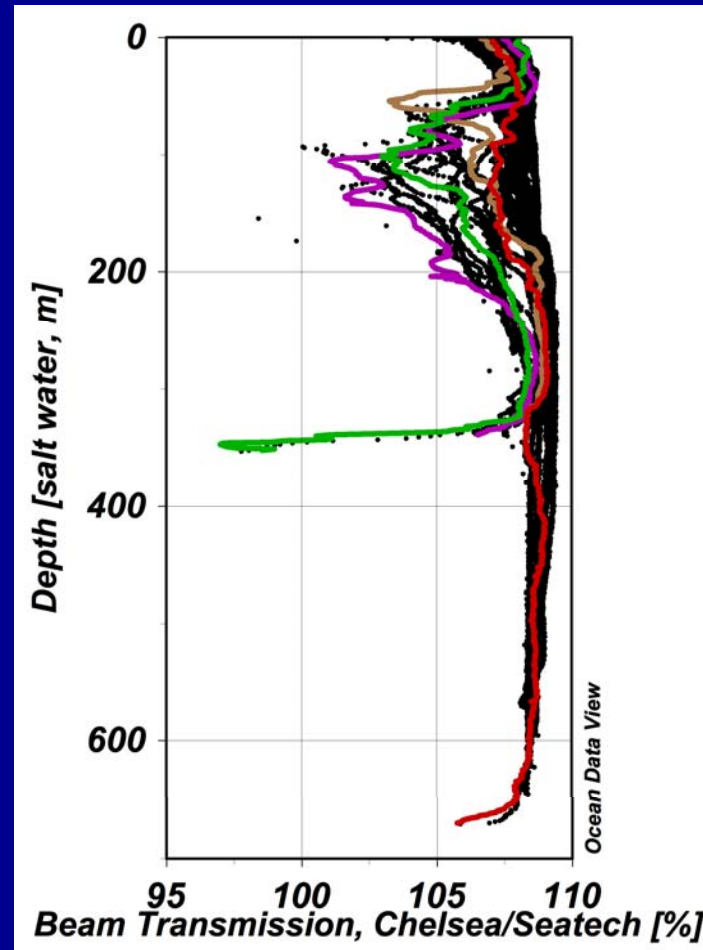 0
200
400
600
Depth [salt water, m]
Ocean Data View
95 100 105 110
Beam Transmission, Chelsea/Seatech [%]